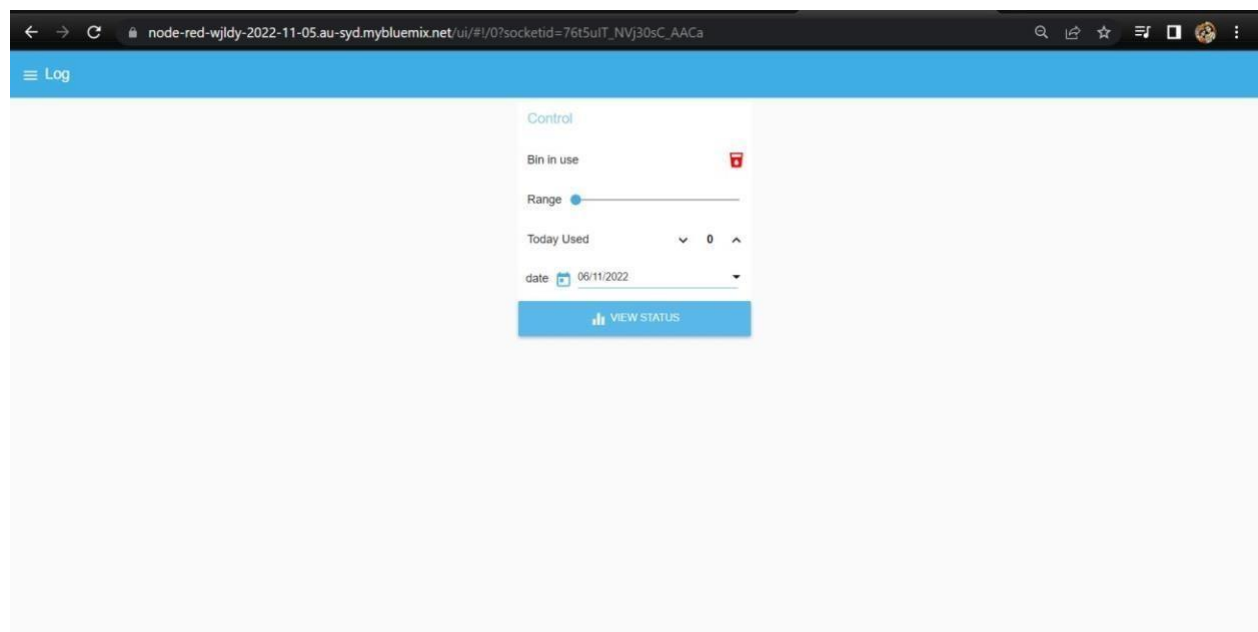 node-red-wjldy-2022-11-05.au-syd.mybluemix.net/ui/#!/0?socketid=76t5uIT_NVj30sC_AACa
Log
Control
Bin in use
Range
Today Used 0
date 06/11/2022
VIEW STATUS